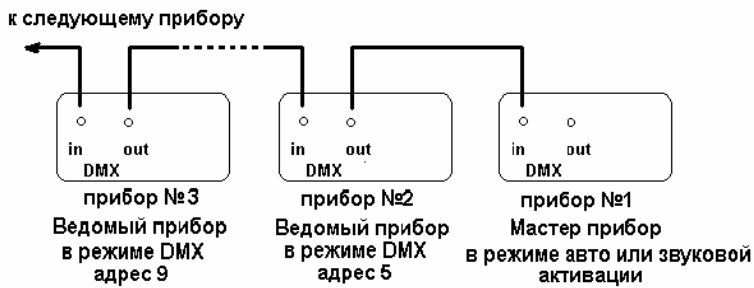 к следующему прибору
in out in out in out
DMX DMX DMX
прибор №3 прибор №2 прибор №1
Ведомый прибор Ведомый прибор Мастер прибор
в режиме DMX в режиме DMX в режиме авто или звуковой
адрес 9 адрес 5 активации